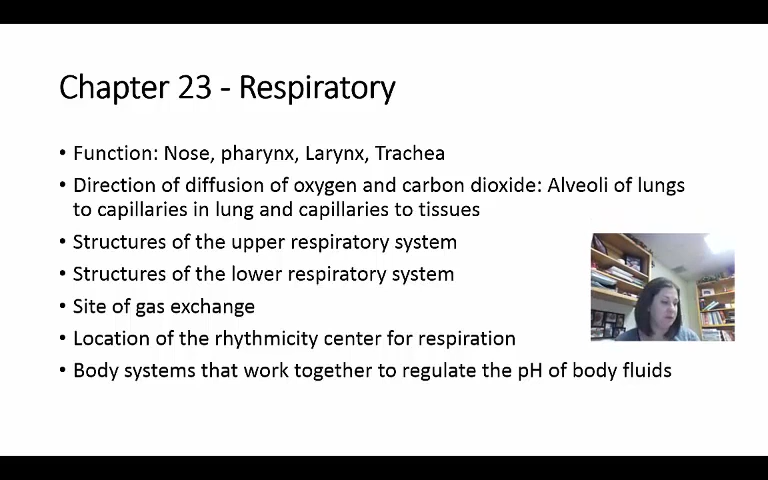 Chapter 23 - Respiratory
• Function: Nose, pharynx, Larynx, Trachea
• Direction of diffusion of oxygen and carbon dioxide: Alveoli of lungs
to capillaries in lung and capillaries to tissues
• Structures of the upper respiratory system
• Structures of the lower respiratory system
• Site of gas exchange
• Location of the rhythmicity center for respiration
• Body systems that work together to regulate the pH of body fluids